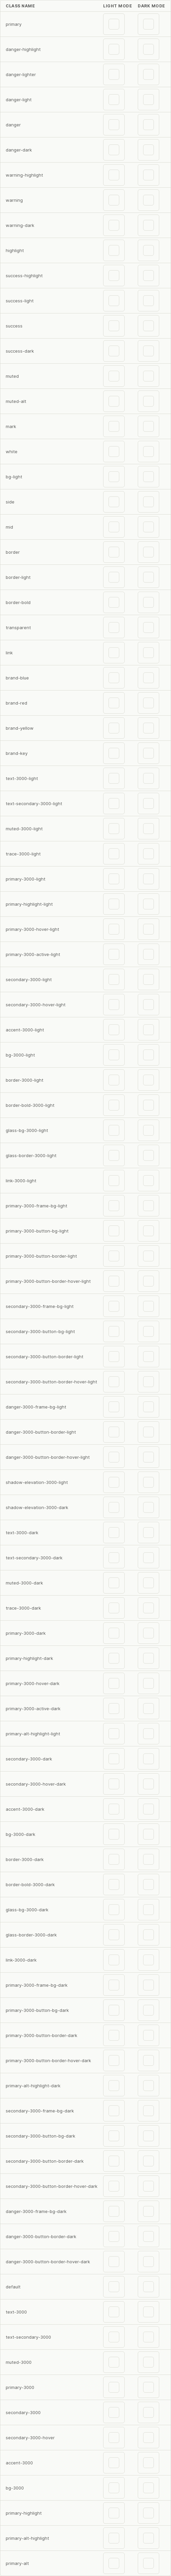 CLASS NAME LIGHT MODE DARK MODE
primary
danger-highlight
danger-lighter
danger-light
danger
danger-dark
warning-highlight
warning
warning-dark
highlight
success-highlight
success-light
success
success-dark
muted
muted-alt
mark
white
bg-light
side
mid
border
border-light
border-bold
transparent
link
brand-blue
brand-red
brand-yellow
brand-key
text-3000-light
text-secondary-3000-light
muted-3000-light
trace-3000-light
primary-3000-light
primary-highlight-light
primary-3000-hover-light
primary-3000-active-light
secondary-3000-light
secondary-3000-hover-light
accent-3000-light
bg-3000-light
border-3000-light
border-bold-3000-light
glass-bg-3000-light
glass-border-3000-light
link-3000-light
primary-3000-frame-bg-light
primary-3000-button-bg-light
primary-3000-button-border-light
primary-3000-button-border-hover-light
secondary-3000-frame-bg-light
secondary-3000-button-bg-light
secondary-3000-button-border-light
secondary-3000-button-border-hover-light
danger-3000-frame-bg-light
danger-3000-button-border-light
danger-3000-button-border-hover-light
shadow-elevation-3000-light
shadow-elevation-3000-dark
text-3000-dark
text-secondary-3000-dark
muted-3000-dark
trace-3000-dark
primary-3000-dark
primary-highlight-dark
primary-3000-hover-dark
primary-3000-active-dark
primary-alt-highlight-light
secondary-3000-dark
secondary-3000-hover-dark
accent-3000-dark
bg-3000-dark
border-3000-dark
border-bold-3000-dark
glass-bg-3000-dark
glass-border-3000-dark
link-3000-dark
primary-3000-frame-bg-dark
primary-3000-button-bg-dark
primary-3000-button-border-dark
primary-3000-button-border-hover-dark
primary-alt-highlight-dark
secondary-3000-frame-bg-dark
secondary-3000-button-bg-dark
secondary-3000-button-border-dark
secondary-3000-button-border-hover-dark
danger-3000-frame-bg-dark
danger-3000-button-border-dark
danger-3000-button-border-hover-dark
default
text-3000
text-secondary-3000
muted-3000
primary-3000
secondary-3000
secondary-3000-hover
accent-3000
bg-3000
primary-highlight
primary-alt-highlight
primary-alt